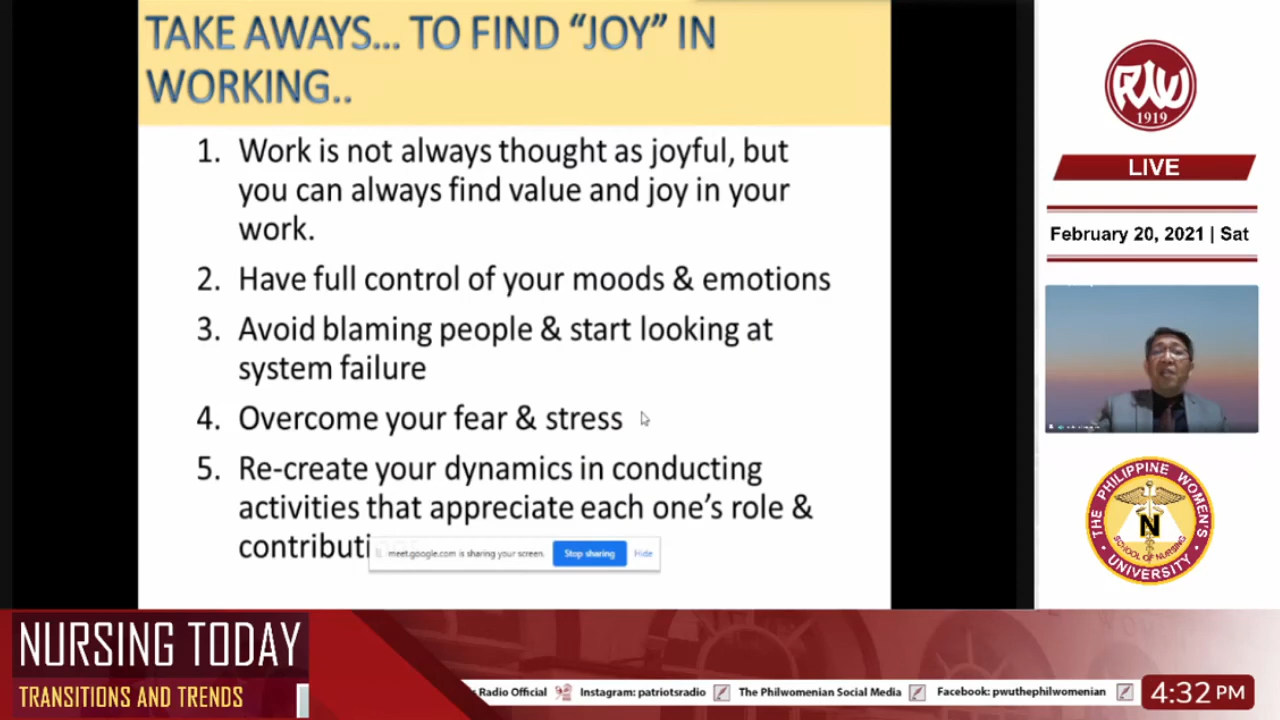 TAKE AWAYS... TO FIND “JOY” IN
WORKING..
1. Work is not always thought as joyful, but
you can always find value and joy in your
work.
2. Have full control of your moods & emotions
3. Avoid blaming people & start looking at
system failure
4. Overcome your fear & stress
5. Re-create your dynamics in conducting
activities that appreciate each one’s role &
contributi
meet.google.com is sharing your screen. Stop sharing Hide
1919
LIVE
February 20, 2021 | Sat
THE PHILIPPINE WOMEN'S UNIVERSITY
SCHOOL OF NURSING
N
NURSING TODAY
TRANSITIONS AND TRENDS
s Radio Official Instagram: patriotsradio The Philwomenian Social Media Facebook: pwuthephilwomenian
4:32 PM